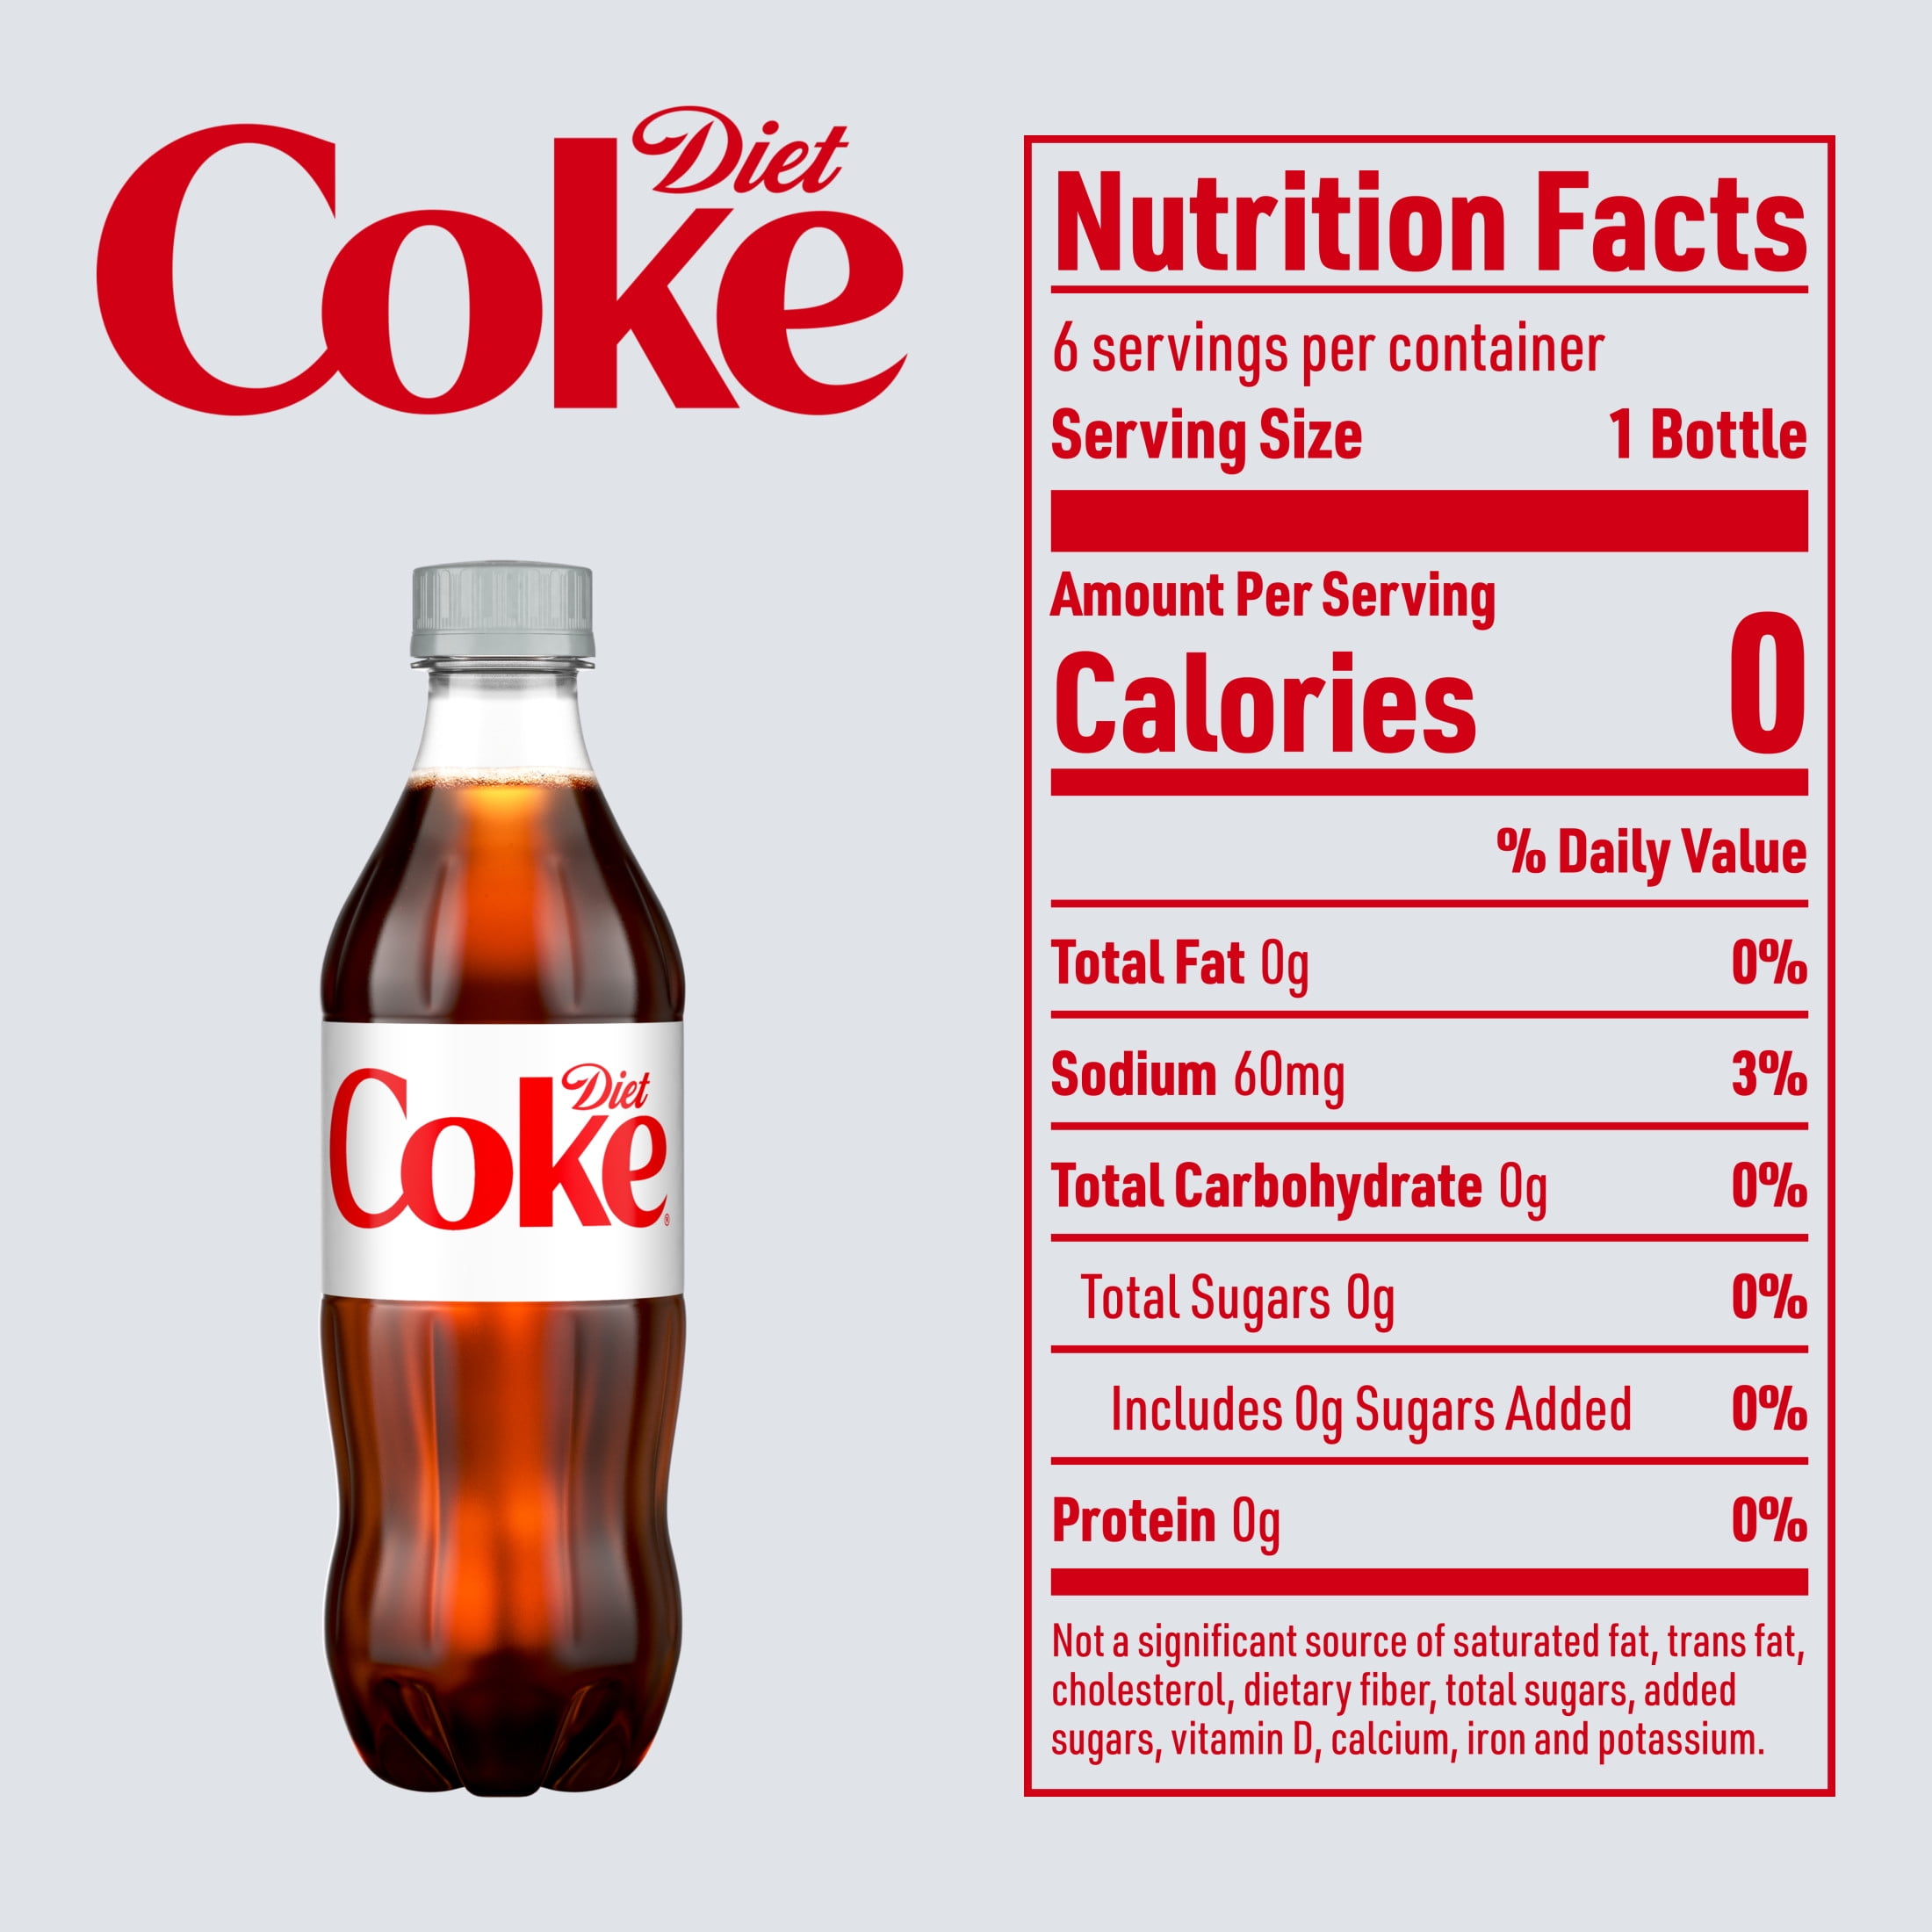 Diet
Coke
Diet
Coke®
Nutrition Facts
6 servings per container
Serving Size 1 Bottle
Amount Per Serving
Calories 0
% Daily Value
Total Fat 0g 0%
Sodium 60mg 3%
Total Carbohydrate 0g 0%
Total Sugars 0g 0%
Includes 0g Sugars Added 0%
Protein 0g 0%
Not a significant source of saturated fat, trans fat,
cholesterol, dietary fiber, total sugars, added
sugars, vitamin D, calcium, iron and potassium.